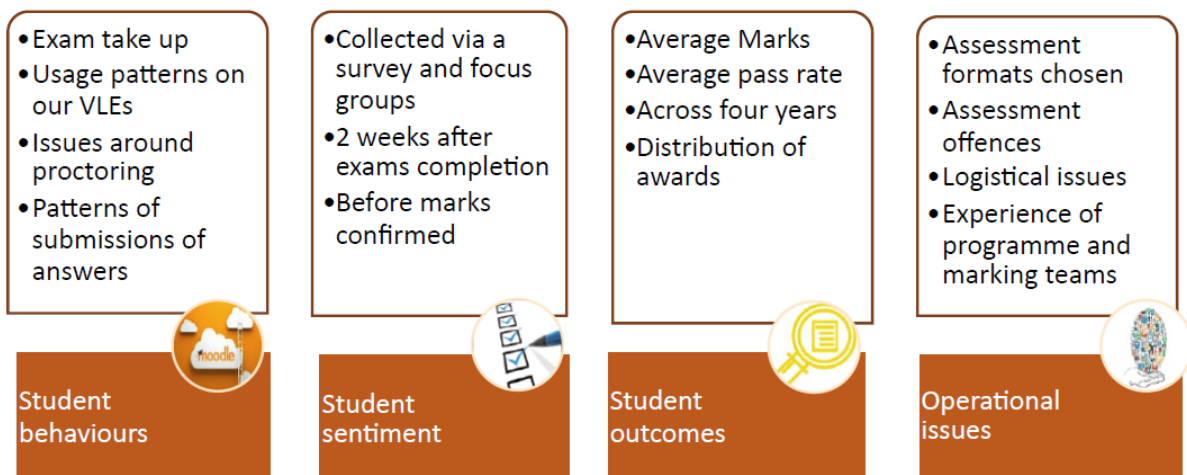 •Exam take up
•Usage patterns on
our VLEs
•Issues around
proctoring
•Patterns of
submissions of
answers
moodle
Student
behaviours
•Collected via a
survey and focus
groups
•2 weeks after
exams completion
•Before marks
confirmed
Student
sentiment
•Average Marks
•Average pass rate
•Across four years
•Distribution of
awards
Student
outcomes
•Assessment
formats chosen
•Assessment
offences
•Logistical issues
•Experience of
programme and
marking teams
Operational
issues